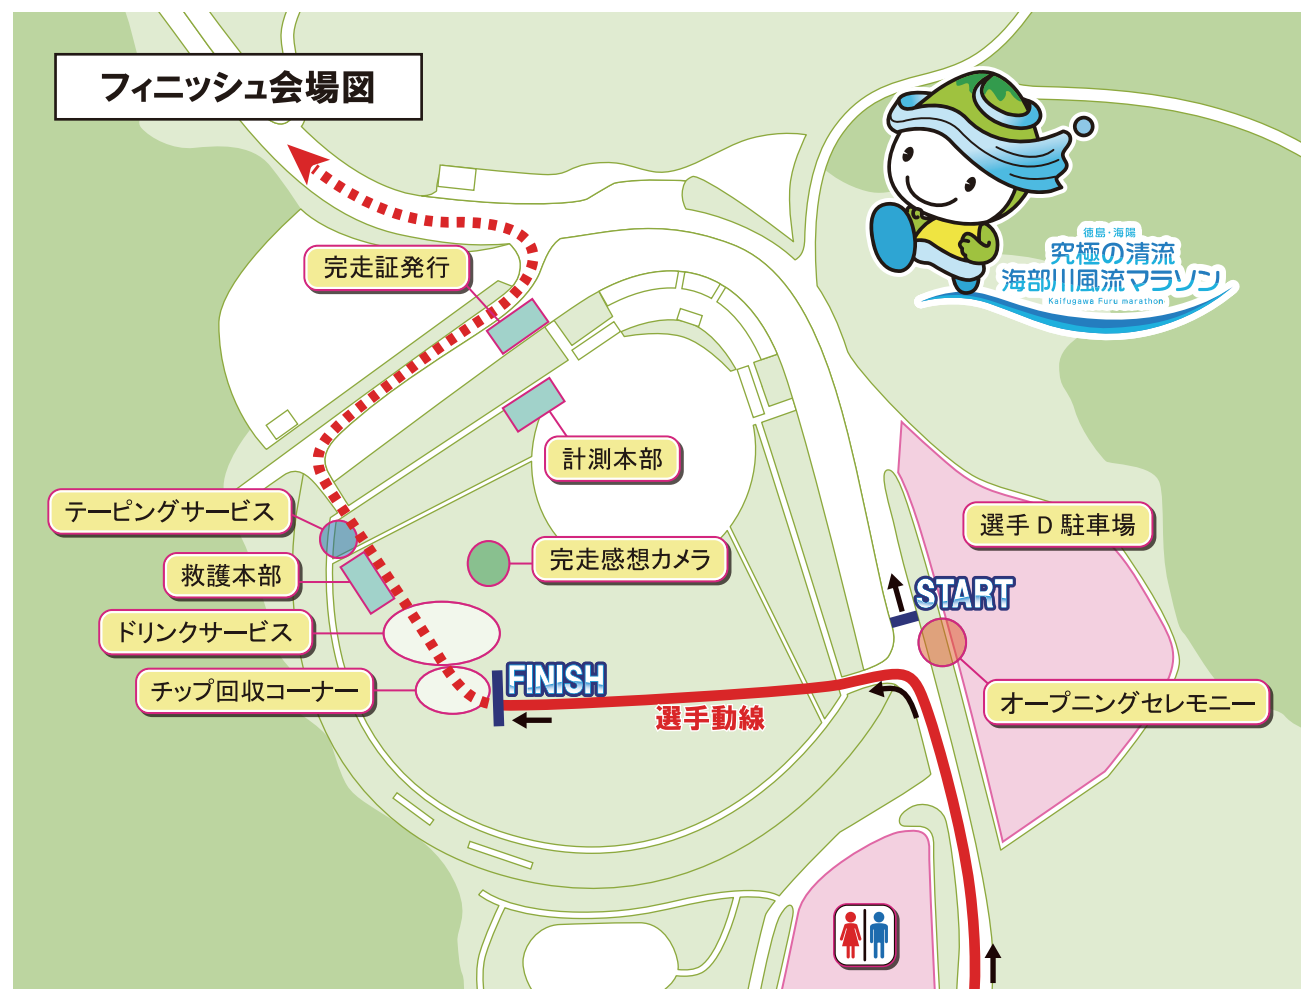 フィニッシュ会場図
徳島・海陽
究極の清流
海部川風流マラソン
Kaifugawa Furu marathon
完走証発行
計測本部
テーピングサービス
選手D駐車場
完走感想カメラ
救護本部
START
ドリンクサービス
FINISH
チップ回収コーナー
オープニングセレモニー
選手動線